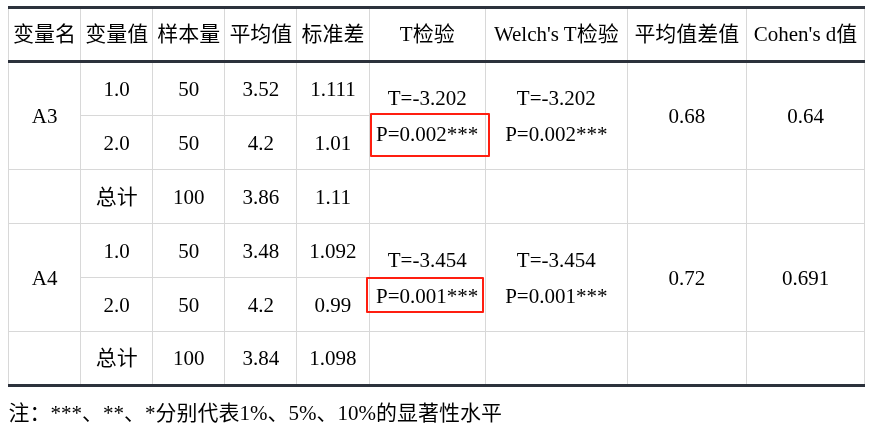 变量名 变量值 样本量 平均值 标准差 T检验 Welch's T检验 平均值差值 Cohen's d值
A3 1.0 50 3.52 1.111 T=-3.202 P=0.002*** T=-3.202 P=0.002*** 0.68 0.64
2.0 50 4.2 1.01
总计 100 3.86 1.11
A4 1.0 50 3.48 1.092 T=-3.454 P=0.001*** T=-3.454 P=0.001*** 0.72 0.691
2.0 50 4.2 0.99
总计 100 3.84 1.098
注：***、**、*分别代表1%、5%、10%的显著性水平